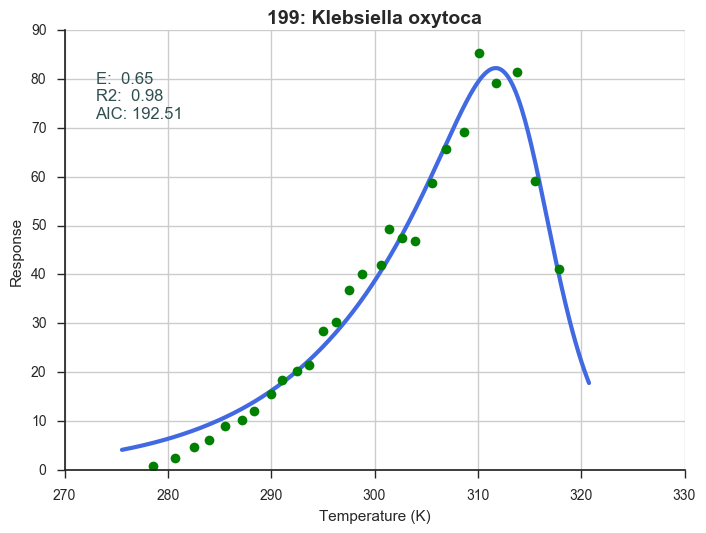 199: Klebsiella oxytoca
E:  0.65
R2:  0.98
AIC: 192.51
90
80
70
60
50
40
30
20
10
0
Response
270 280 290 300 310 320 330
Temperature (K)